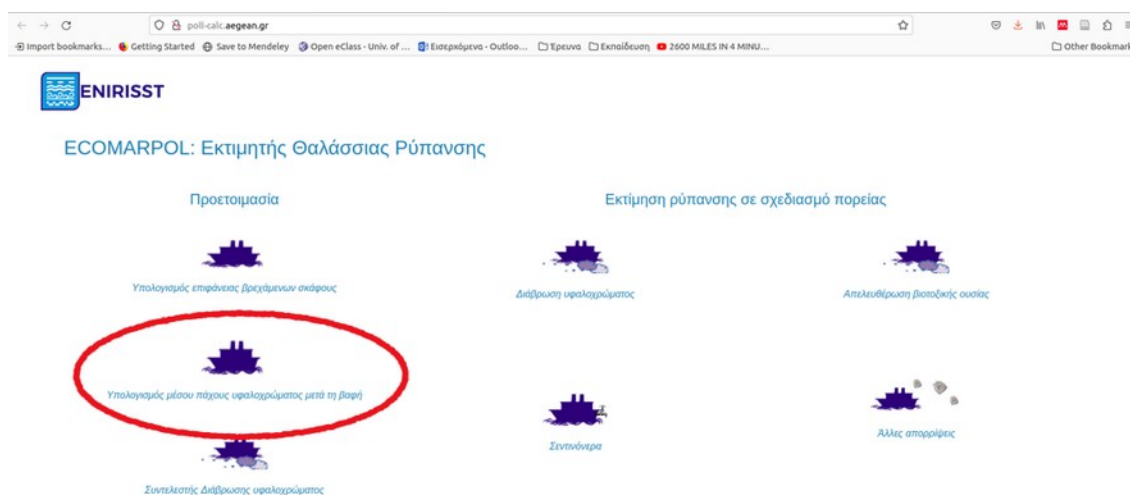 poll-calc.aegean.gr
Import bookmarks... Getting Started Save to Mendeley Open eClass - Univ. of ... Εισερχόμενα - Outloo... Έρευνα Εκπαίδευση 2600 MILES IN 4 MINU... Other Bookmark
ENIRISST
ECOMARPOL: Εκτιμητής Θαλάσσιας Ρύπανσης
Προετοιμασία Εκτίμηση ρύπανσης σε σχεδιασμό πορείας
Υπολογισμός επιφάνειας βρεχάμενων σκάφους
Διάβρωση υφαλοχρώματος Απελευθέρωση βιοτοξικής ουσίας
Υπολογισμός μέσου πάχους υφαλοχρώματος μετά τη βαφή
Σεντινόνερα Άλλες απορρίψεις
Συντελεστής Διάβρωσης υφαλοχρώματος